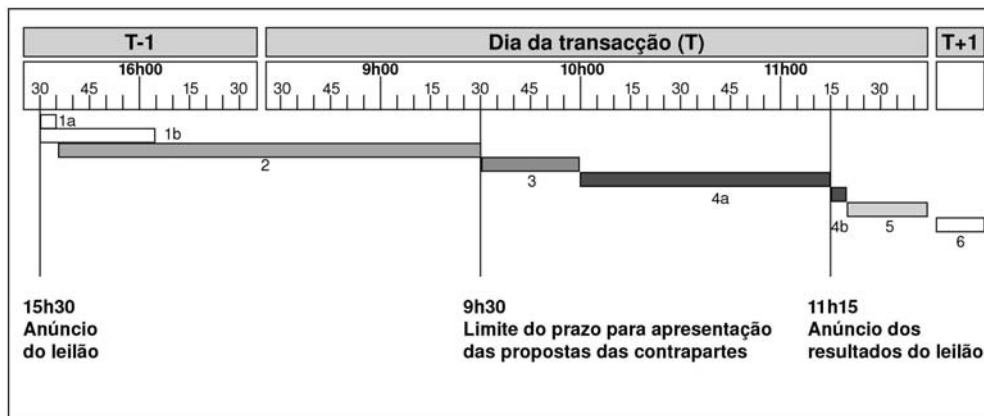 T-1 Dia da transacção (T) T+1
16h00 9h00 10h00 11h00
30 45 15 30 30 45 15 30 45 15 30 45 15 30
1a
1b
2
3
4a
4b 5
6
15h30
Anúncio
do leilão
9h30
Limite do prazo para apresentação
das propostas das contrapartes
11h15
Anúncio dos
resultados do leilão